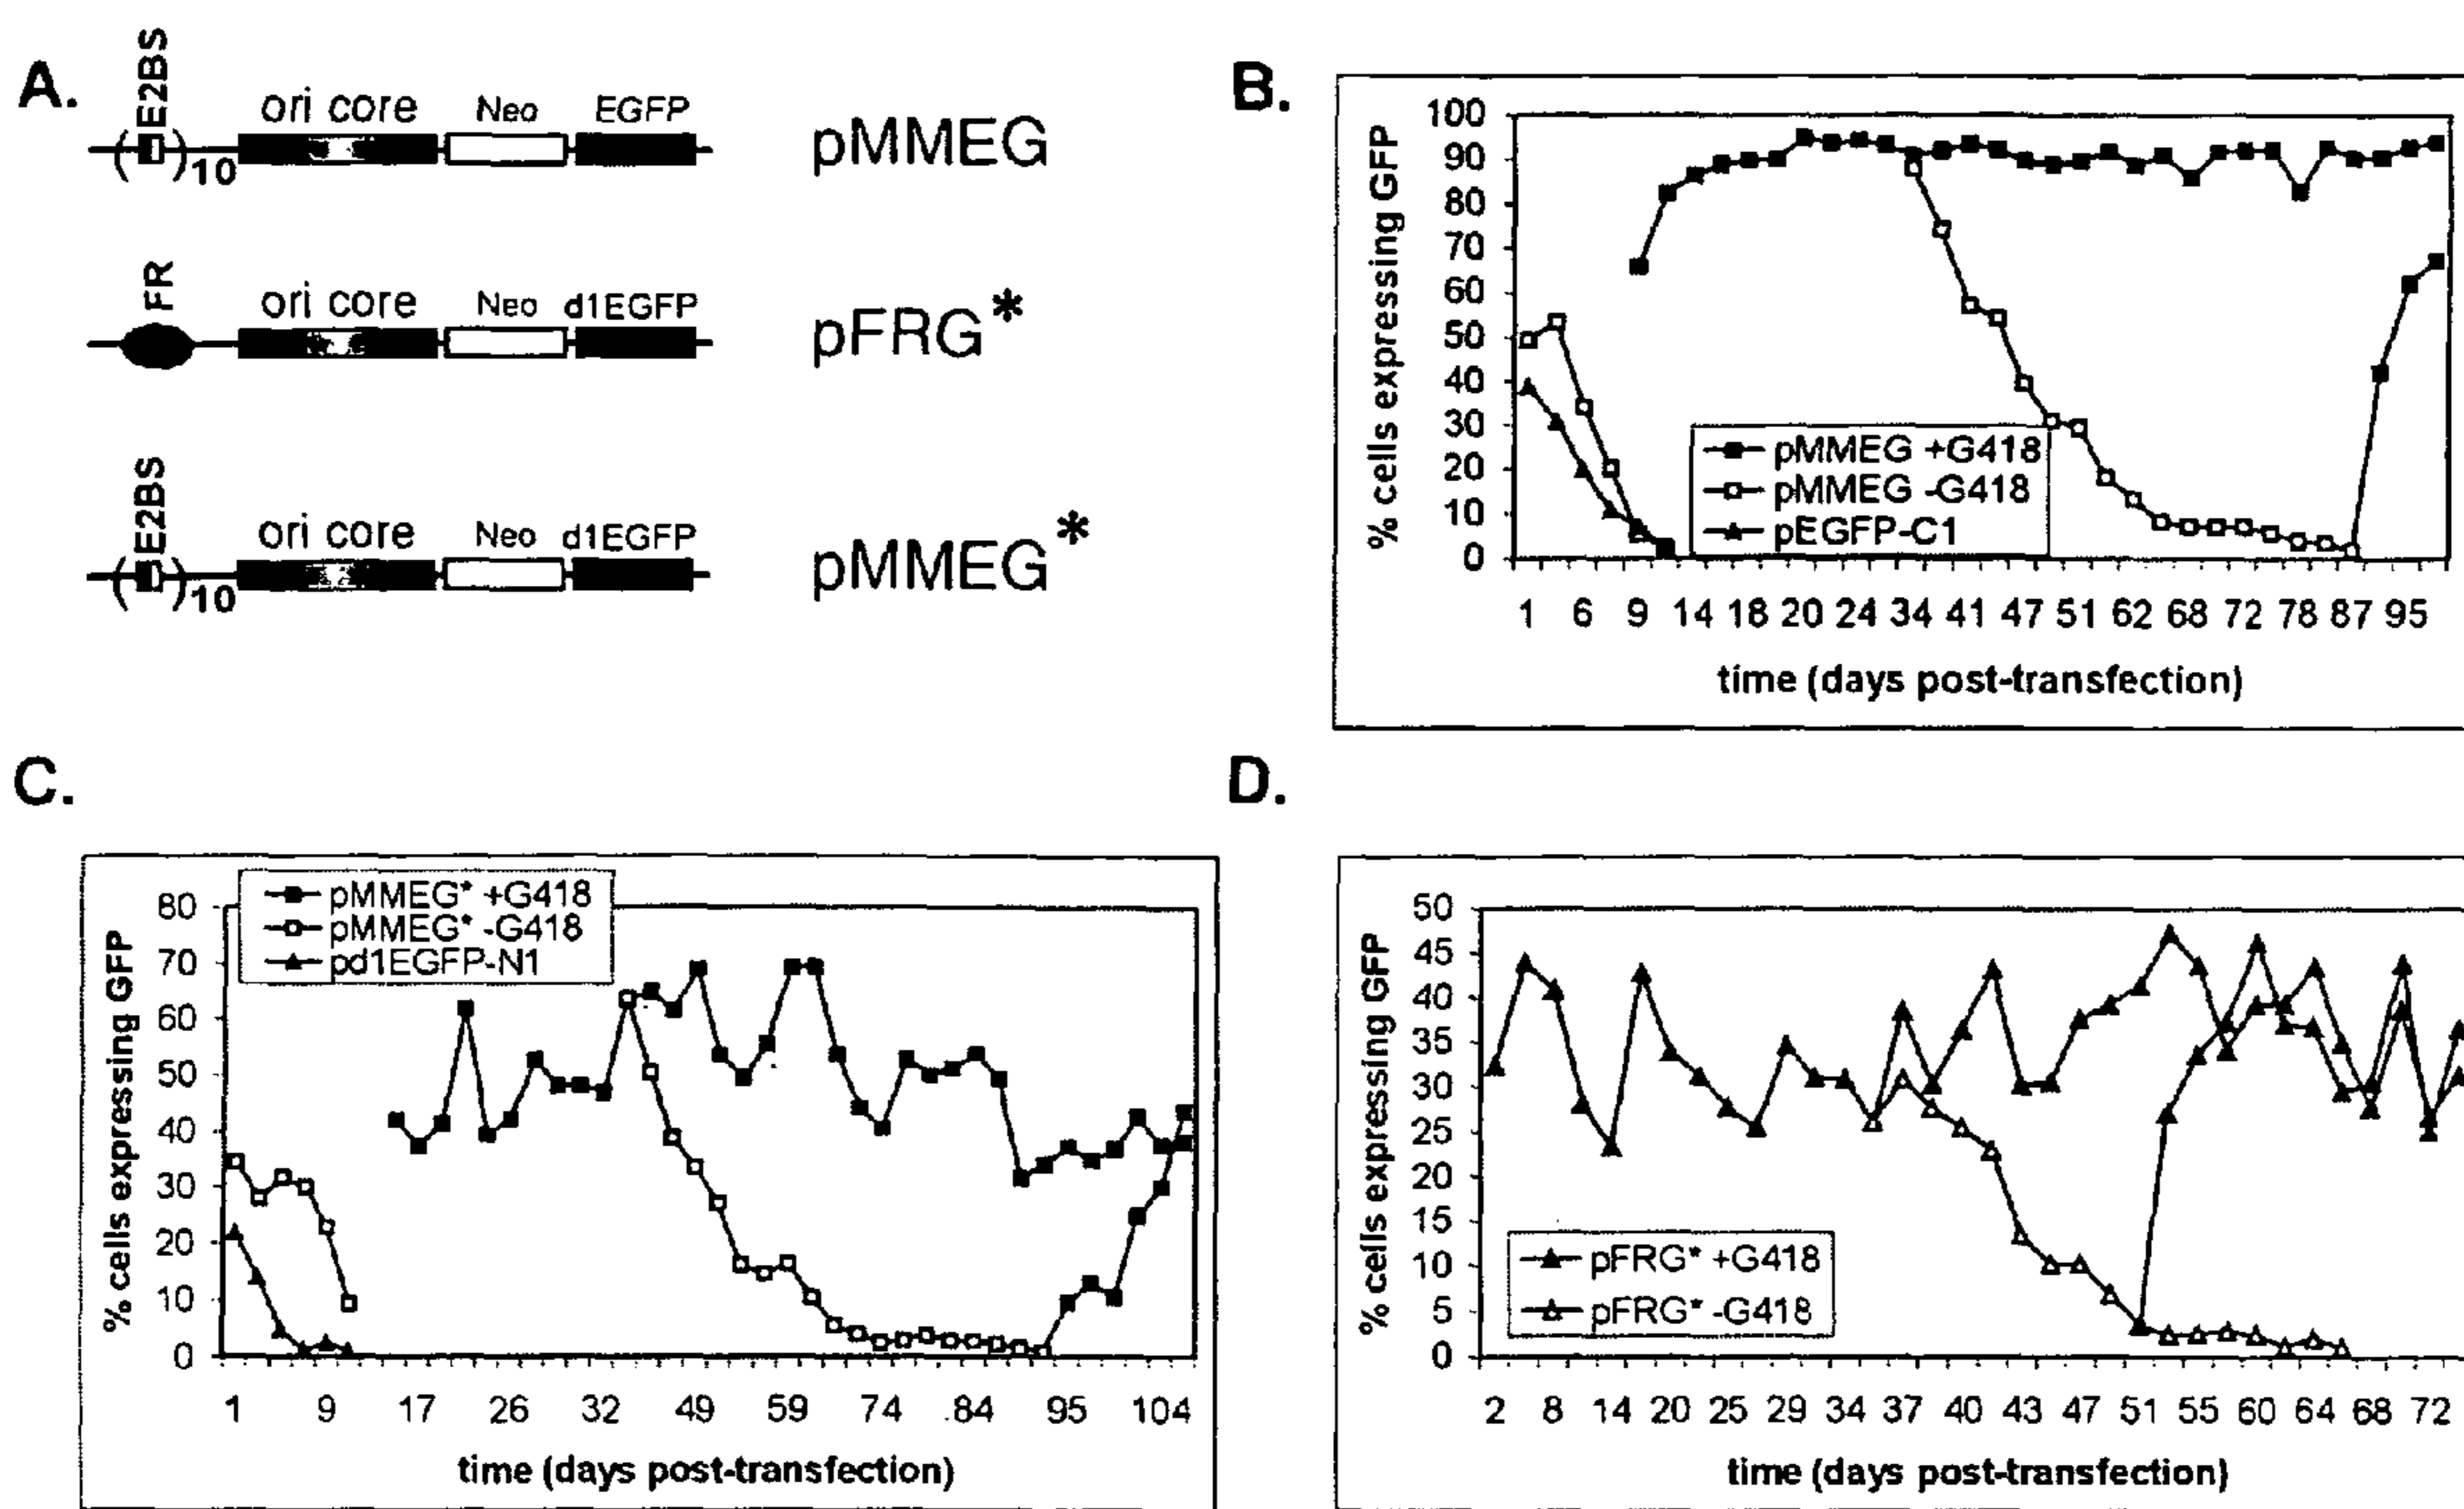 A.
E2BS
ori core Neo EGFP
( )10
pMMEG
FR
ori core Neo d1EGFP
pFRG*
E2BS
ori core Neo d1EGFP
( )10
pMMEG*
B.
% cells expressing GFP
100
90
80
70
60
50
40
30
20
10
0
pMMEG +G418
pMMEG -G418
pEGFP-C1
1 6 9 14 18 20 24 34 41 47 51 62 68 72 78 87 95
time (days post-transfection)
C.
pMMEG* +G418
pMMEG* -G418
pd1EGFP-N1
% cells expressing GFP
80
70
60
50
40
30
20
10
0
1 9 17 26 32 49 59 74 84 95 104
time (days post-transfection)
D.
% cells expressing GFP
50
45
40
35
30
25
20
15
10
5
0
pFRG* +G418
pFRG* -G418
2 8 14 20 25 29 34 37 40 43 47 51 55 60 64 68 72
time (days post-transfection)